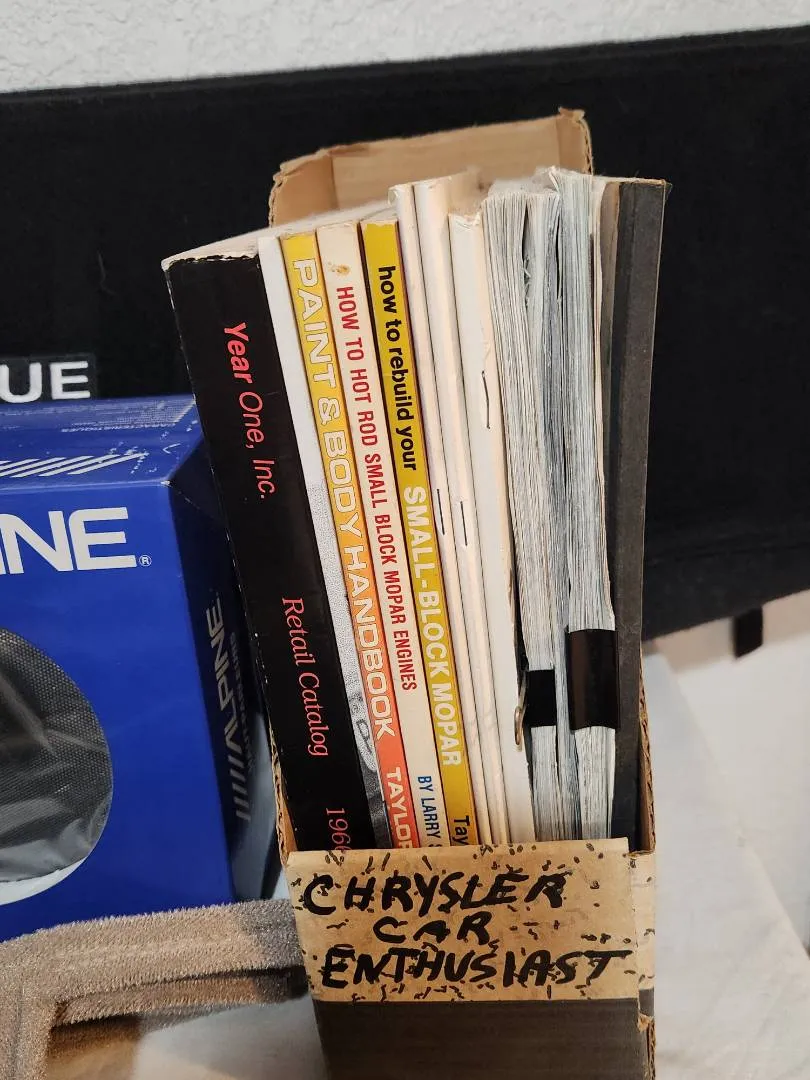 UE
CARACTERISTIQUES
INE®
ALPINE
Year One, Inc.
Retail Catalog
196
PAINT & BODY HANDBOOK
TAYLOR
HOW TO HOT ROD SMALL BLOCK MOPAR ENGINES
BY LARRY
how to rebuild your SMALL-BLOCK MOPAR
Tay
CHRYSLER
CAR
ENTHUSIAST